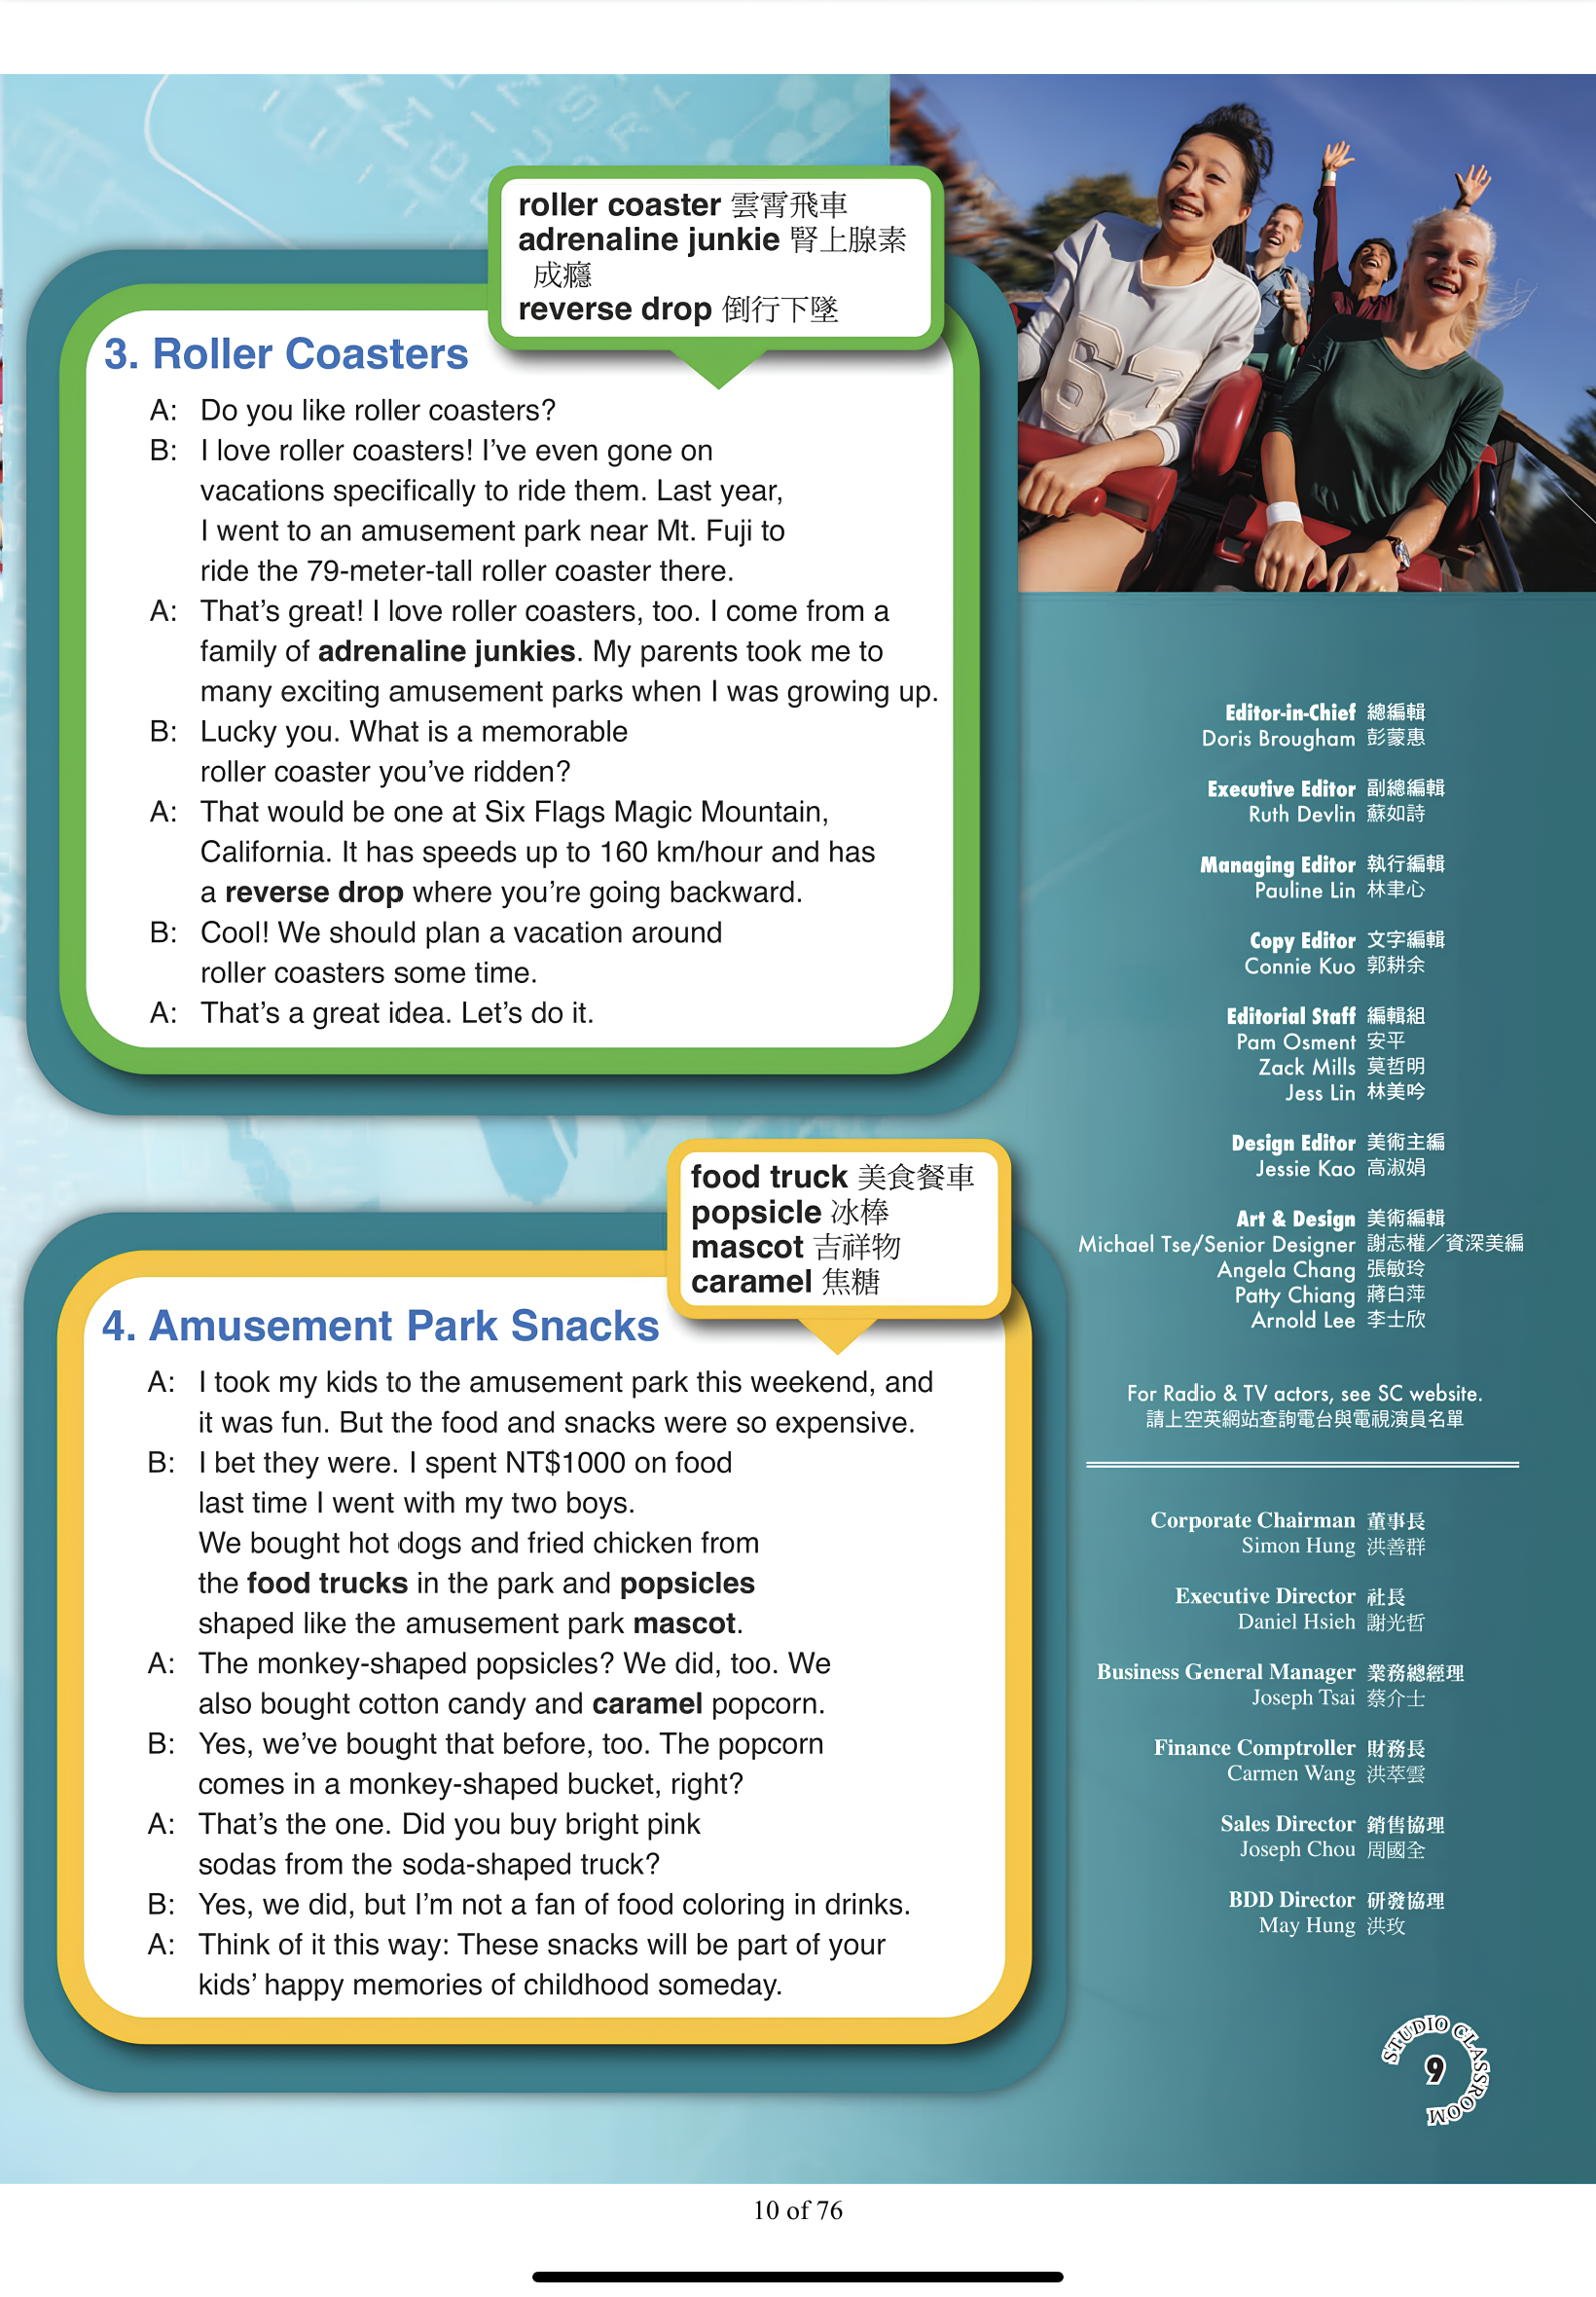 roller coaster 雲霄飛車
adrenaline junkie 腎上腺素
成癮
reverse drop 倒行下墜
3. Roller Coasters
A: Do you like roller coasters?
B: I love roller coasters! I’ve even gone on
vacations specifically to ride them. Last year,
I went to an amusement park near Mt. Fuji to
ride the 79-meter-tall roller coaster there.
A: That’s great! I love roller coasters, too. I come from a
family of adrenaline junkies. My parents took me to
many exciting amusement parks when I was growing up.
B: Lucky you. What is a memorable
roller coaster you’ve ridden?
A: That would be one at Six Flags Magic Mountain,
California. It has speeds up to 160 km/hour and has
a reverse drop where you’re going backward.
B: Cool! We should plan a vacation around
roller coasters some time.
A: That’s a great idea. Let’s do it.
food truck 美食餐車
popsicle 冰棒
mascot 吉祥物
caramel 焦糖
4. Amusement Park Snacks
A: I took my kids to the amusement park this weekend, and
it was fun. But the food and snacks were so expensive.
B: I bet they were. I spent NT$1000 on food
last time I went with my two boys.
We bought hot dogs and fried chicken from
the food trucks in the park and popsicles
shaped like the amusement park mascot.
A: The monkey-shaped popsicles? We did, too. We
also bought cotton candy and caramel popcorn.
B: Yes, we’ve bought that before, too. The popcorn
comes in a monkey-shaped bucket, right?
A: That’s the one. Did you buy bright pink
sodas from the soda-shaped truck?
B: Yes, we did, but I’m not a fan of food coloring in drinks.
A: Think of it this way: These snacks will be part of your
kids’ happy memories of childhood someday.
67
Editor-in-Chief 總編輯
Doris Brougham 彭蒙惠
Executive Editor 副總編輯
Ruth Devlin 蘇如詩
Managing Editor 執行編輯
Pauline Lin 林聿心
Copy Editor 文字編輯
Connie Kuo 郭耕余
Editorial Staff 編輯組
Pam Osment 安平
Zack Mills 莫哲明
Jess Lin 林美吟
Design Editor 美術主編
Jessie Kao 高淑娟
Art & Design 美術編輯
Michael Tse/Senior Designer 謝志權／資深美編
Angela Chang 張敏玲
Patty Chiang 蔣白萍
Arnold Lee 李士欣
For Radio & TV actors, see SC website.
請上空英網站查詢電台與電視演員名單
Corporate Chairman 董事長
Simon Hung 洪善群
Executive Director 社長
Daniel Hsieh 謝光哲
Business General Manager 業務總經理
Joseph Tsai 蔡介士
Finance Comptroller 財務長
Carmen Wang 洪萃雲
Sales Director 銷售協理
Joseph Chou 周國全
BDD Director 研發協理
May Hung 洪玫
STUDIO CLASSROOM
9
10 of 76